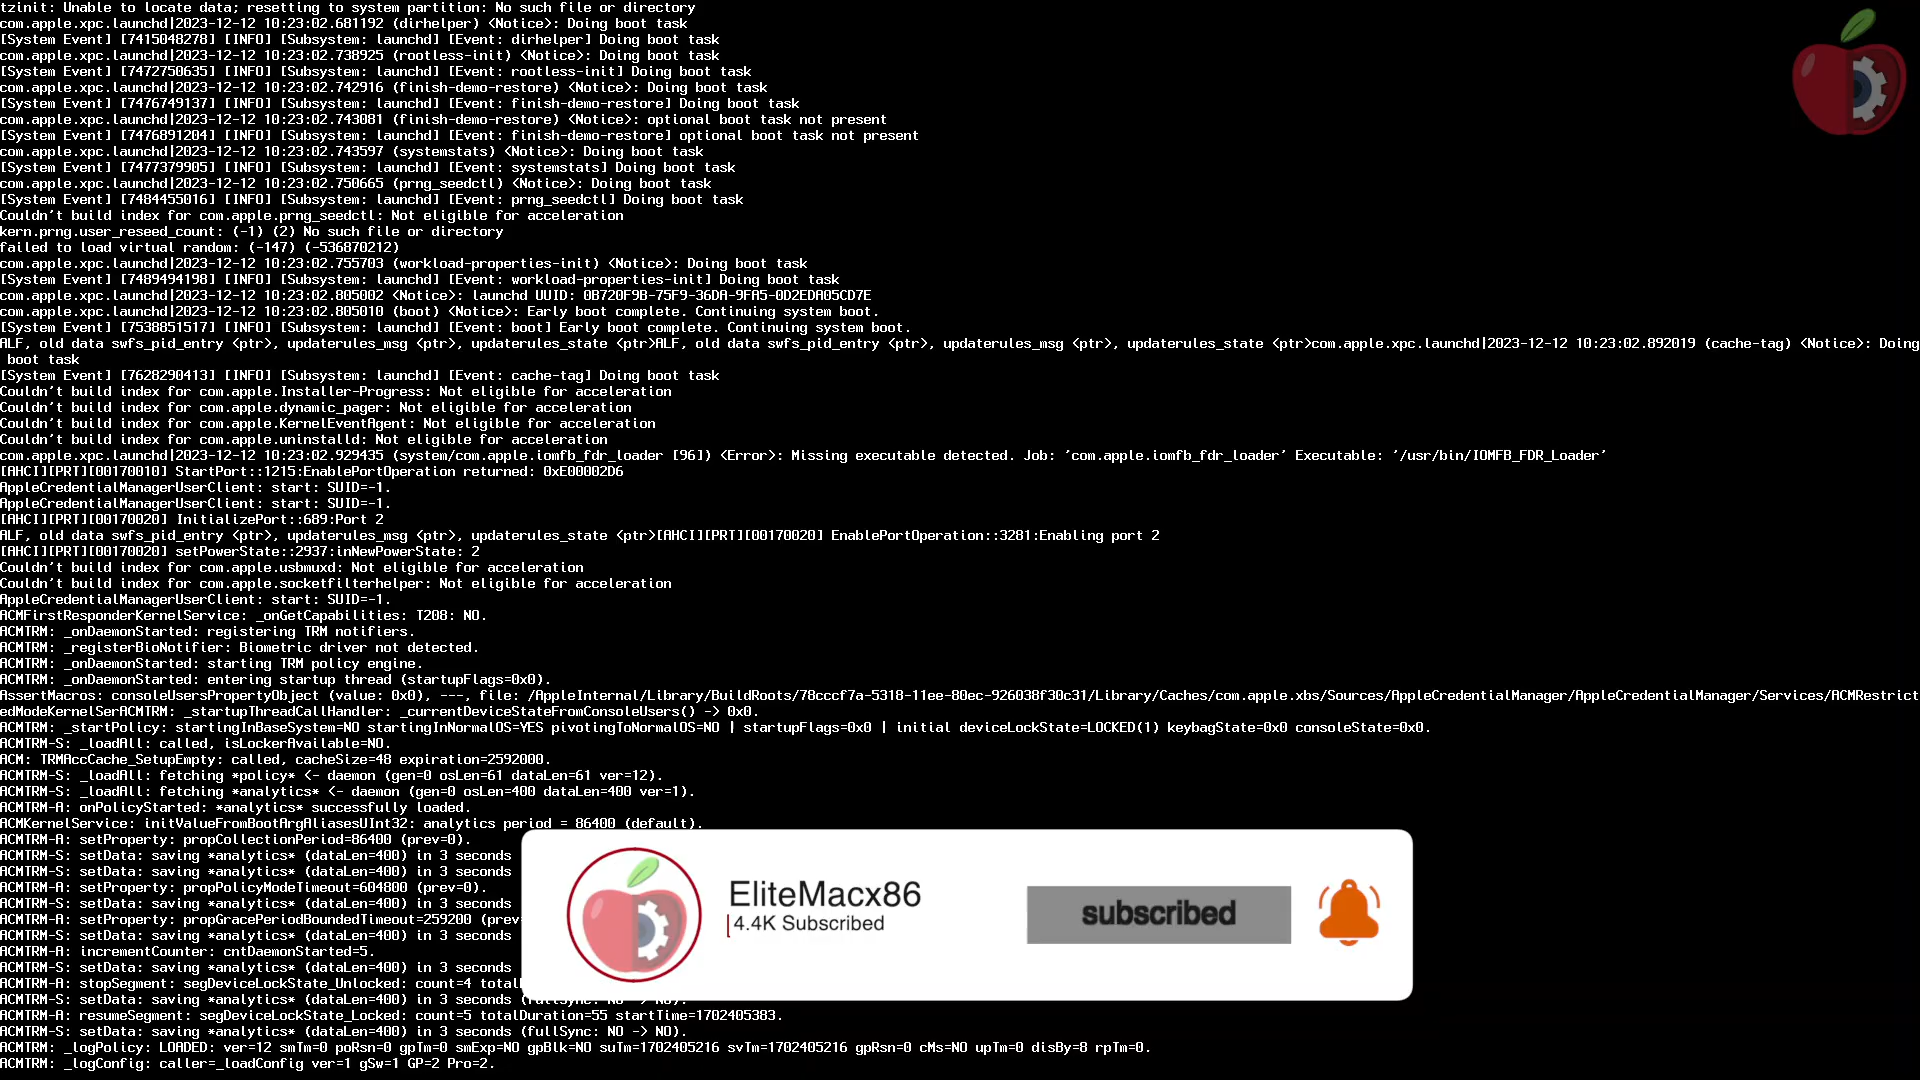 tzinit: Unable to locate data; resetting to system partition: No such file or directory
com.apple.xpc.launchd|2023-12-12 10:23:02.681192 (dirhelper) <Notice>: Doing boot task
[System Event] [7415048278] [INFO] [Subsystem: launchd] [Event: dirhelper] Doing boot task
com.apple.xpc.launchd|2023-12-12 10:23:02.738925 (rootless-init) <Notice>: Doing boot task
[System Event] [7472750635] [INFO] [Subsystem: launchd] [Event: rootless-init] Doing boot task
com.apple.xpc.launchd|2023-12-12 10:23:02.742916 (finish-demo-restore) <Notice>: Doing boot task
[System Event] [7476749137] [INFO] [Subsystem: launchd] [Event: finish-demo-restore] Doing boot task
com.apple.xpc.launchd|2023-12-12 10:23:02.743081 (finish-demo-restore) <Notice>: optional boot task not present
[System Event] [7476891204] [INFO] [Subsystem: launchd] [Event: finish-demo-restore] optional boot task not present
com.apple.xpc.launchd|2023-12-12 10:23:02.743597 (systemstats) <Notice>: Doing boot task
[System Event] [7477379905] [INFO] [Subsystem: launchd] [Event: systemstats] Doing boot task
com.apple.xpc.launchd|2023-12-12 10:23:02.750665 (prng_seedctl) <Notice>: Doing boot task
[System Event] [7484455016] [INFO] [Subsystem: launchd] [Event: prng_seedctl] Doing boot task
Couldn't build index for com.apple.prng_seedctl: Not eligible for acceleration
kern.prng.user_reseed_count: (-1) (2) No such file or directory
failed to load virtual random: (-147) (-536870212)
com.apple.xpc.launchd|2023-12-12 10:23:02.755703 (workload-properties-init) <Notice>: Doing boot task
[System Event] [7489494198] [INFO] [Subsystem: launchd] [Event: workload-properties-init] Doing boot task
com.apple.xpc.launchd|2023-12-12 10:23:02.805002 <Notice>: launchd UUID: 0B720F9B-75F9-36DA-9FA5-0D2EDA05CD7E
com.apple.xpc.launchd|2023-12-12 10:23:02.805010 (boot) <Notice>: Early boot complete. Continuing system boot.
[System Event] [7538851517] [INFO] [Subsystem: launchd] [Event: boot] Early boot complete. Continuing system boot.
ALF, old data swfs_pid_entry <ptr>, updaterules_msg <ptr>, updaterules_state <ptr>ALF, old data swfs_pid_entry <ptr>, updaterules_msg <ptr>, updaterules_state <ptr>com.apple.xpc.launchd|2023-12-12 10:23:02.892019 (cache-tag) <Notice>: Doing
boot task
[System Event] [7628290413] [INFO] [Subsystem: launchd] [Event: cache-tag] Doing boot task
Couldn't build index for com.apple.Installer-Progress: Not eligible for acceleration
Couldn't build index for com.apple.dynamic_pager: Not eligible for acceleration
Couldn't build index for com.apple.KernelEventAgent: Not eligible for acceleration
Couldn't build index for com.apple.uninstalld: Not eligible for acceleration
com.apple.xpc.launchd|2023-12-12 10:23:02.929435 (system/com.apple.iomfb_fdr_loader [96]) <Error>: Missing executable detected. Job: 'com.apple.iomfb_fdr_loader' Executable: '/usr/bin/IOMFB_FDR_Loader'
[AHCI][PRT][00170010] StartPort::1215:EnablePortOperation returned: 0xE00002D6
AppleCredentialManagerUserClient: start: SUID=-1.
AppleCredentialManagerUserClient: start: SUID=-1.
[AHCI][PRT][00170020] InitializePort::689:Port 2
ALF, old data swfs_pid_entry <ptr>, updaterules_msg <ptr>, updaterules_state <ptr>[AHCI][PRT][00170020] EnablePortOperation::3281:Enabling port 2
[AHCI][PRT][00170020] setPowerState::2937:inNewPowerState: 2
Couldn't build index for com.apple.usbmuxd: Not eligible for acceleration
Couldn't build index for com.apple.socketfilterhelper: Not eligible for acceleration
AppleCredentialManagerUserClient: start: SUID=-1.
ACMFirstResponderKernelService: _onGetCapabilities: T208: NO.
ACMTRM: _onDaemonStarted: registering TRM notifiers.
ACMTRM: _registerBioNotifier: Biometric driver not detected.
ACMTRM: _onDaemonStarted: starting TRM policy engine.
ACMTRM: _onDaemonStarted: entering startup thread (startupFlags=0x0).
AssertMacros: consoleUsersPropertyObject (value: 0x0), ---, file: /AppleInternal/Library/BuildRoots/78cccf7a-5318-11ee-80ec-926038f30c31/Library/Caches/com.apple.xbs/Sources/AppleCredentialManager/AppleCredentialManager/Services/ACMRestrict
edModeKernelSerACMTRM: _startupThreadCallHandler: _currentDeviceStateFromConsoleUsers() -> 0x0.
ACMTRM: _startPolicy: startingInBaseSystem=NO startingInNormalOS=YES pivotingToNormalOS=NO | startupFlags=0x0 | initial deviceLockState=LOCKED(1) keybagState=0x0 consoleState=0x0.
ACMTRM-S: _loadAll: called, isLockerAvailable=NO.
ACM: TRMAccCache_SetupEmpty: called, cacheSize=48 expiration=2592000.
ACMTRM-S: _loadAll: fetching *policy* <- daemon (gen=0 osLen=61 dataLen=61 ver=12).
ACMTRM-S: _loadAll: fetching *analytics* <- daemon (gen=0 osLen=400 dataLen=400 ver=1).
ACMTRM-A: onPolicyStarted: *analytics* successfully loaded.
ACMKernelService: initValueFromBootArgAliasesUInt32: analytics period = 86400 (default).
ACMTRM-A: setProperty: propCollectionPeriod=86400 (prev=0).
ACMTRM-S: setData: saving *analytics* (dataLen=400) in 3 seconds
ACMTRM-S: setData: saving *analytics* (dataLen=400) in 3 seconds
ACMTRM-A: setProperty: propPolicyModeTimeout=604800 (prev=0).
ACMTRM-S: setData: saving *analytics* (dataLen=400) in 3 seconds
ACMTRM-A: setProperty: propGracePeriodBoundedTimeout=259200 (prev
ACMTRM-S: setData: saving *analytics* (dataLen=400) in 3 seconds
ACMTRM-A: incrementCounter: cntDaemonStarted=5.
ACMTRM-S: setData: saving *analytics* (dataLen=400) in 3 seconds
ACMTRM-A: stopSegment: segDeviceLockState_Unlocked: count=4
ACMTRM-S: setData: saving *analytics* (dataLen=400) in 3 seconds
ACMTRM-A: resumeSegment: segDeviceLockState_Locked: count=5 totalDuration=55 startTime=1702405383.
ACMTRM-S: setData: saving *analytics* (dataLen=400) in 3 seconds (fullSync: NO -> NO).
ACMTRM: _logPolicy: LOADED: ver=12 smTm=0 poRsn=0 gpTm=0 smExp=NO gpBlk=NO suTm=1702405216 svTm=1702405216 gpRsn=0 cMs=NO upTm=0 disBy=8 rpTm=0.
ACMTRM: _logConfig: caller=_loadConfig ver=1 gSw=1 GP=2 Pro=2.
EliteMacx86
4.4K Subscribed
subscribed